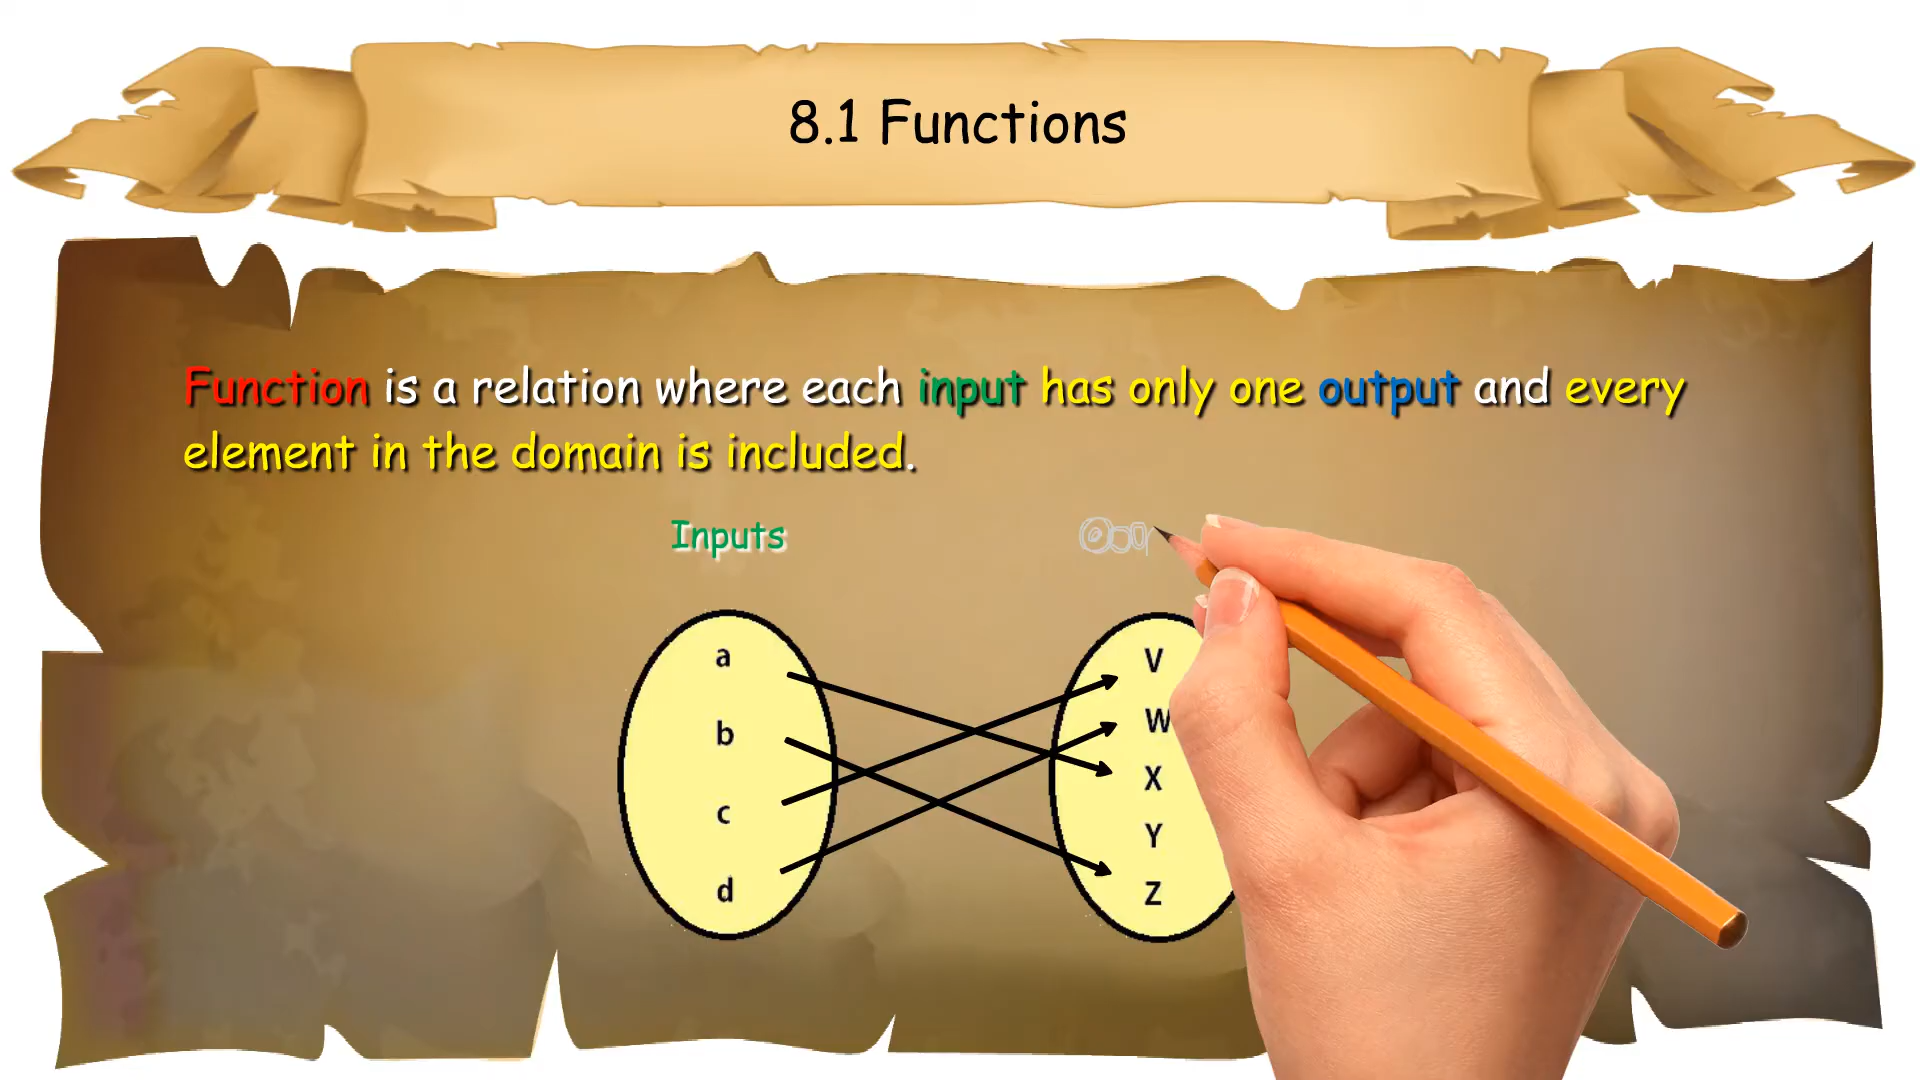 8.1 Functions
Function is a relation where each input has only one output and every
element in the domain is included.
Inputs
a
b
c
d
V
W
X
Y
Z